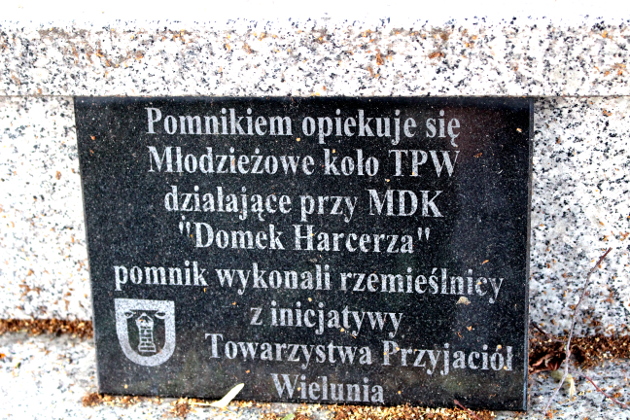 Pomnikiem opiekuje się
Młodzieżowe koło TPW
działające przy MDK
"Domek Harcerza"
pomnik wykonali rzemieślnicy
z inicjatywy
Towarzystwa Przyjaciół
Wielunia